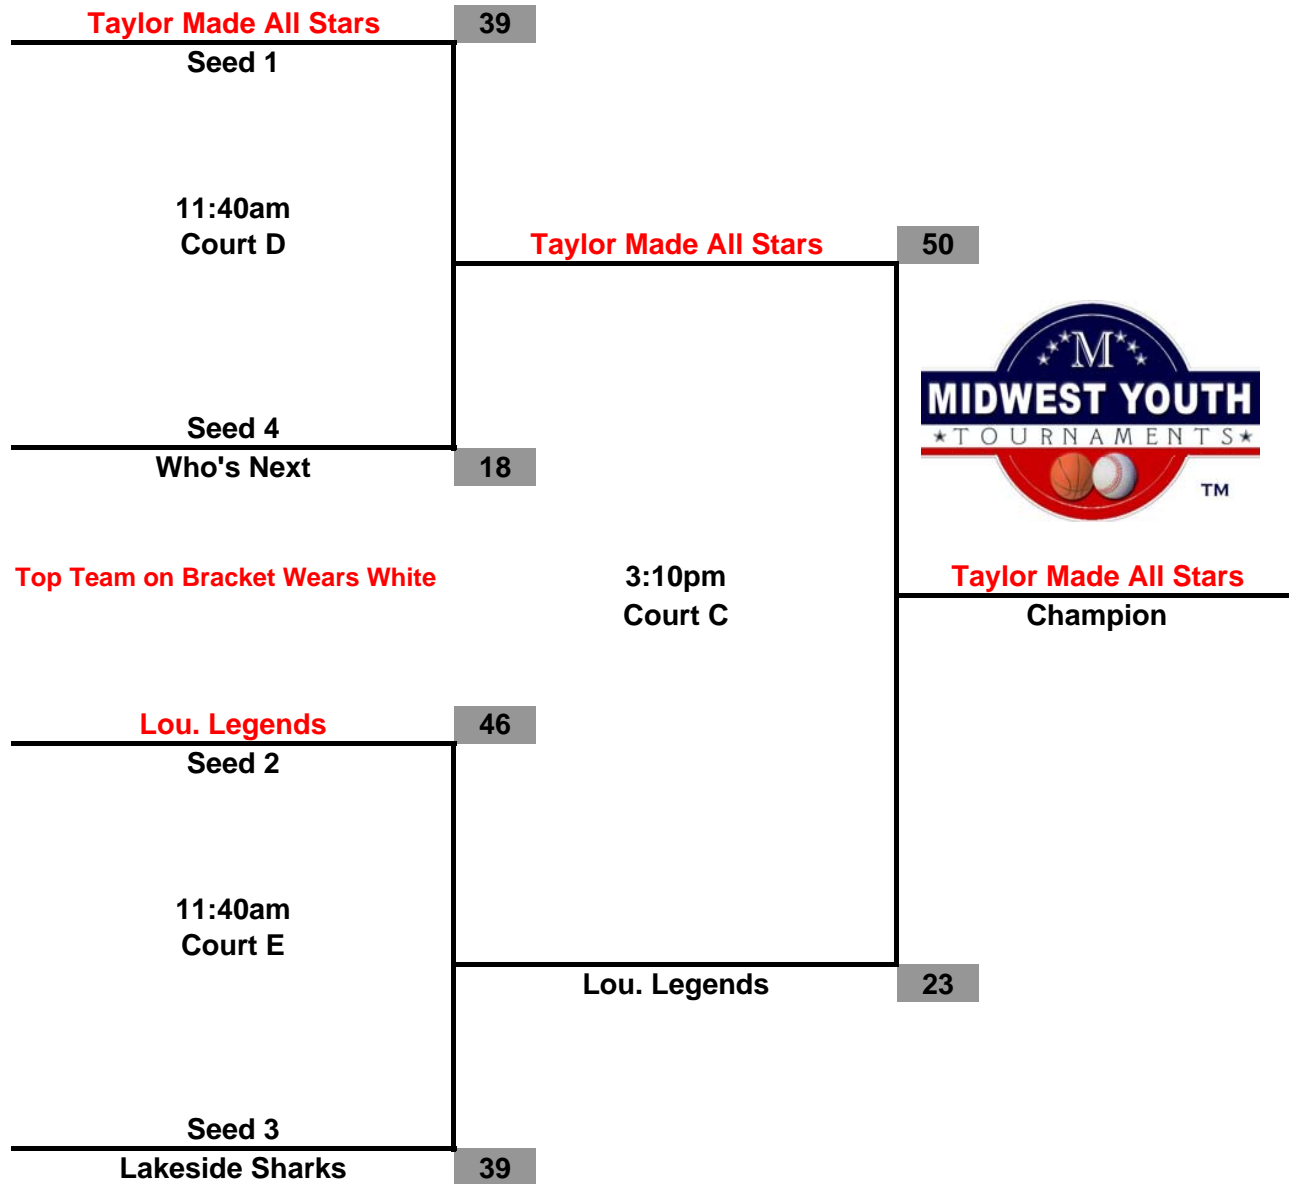 Taylor Made All Stars 39
Seed 1
11:40am
Court D
Taylor Made All Stars 50
M
MIDWEST YOUTH
TOURNAMENTS
TM
Seed 4
Who's Next 18
Top Team on Bracket Wears White
3:10pm
Court C
Taylor Made All Stars
Champion
Lou. Legends 46
Seed 2
11:40am
Court E
Lou. Legends 23
Seed 3
Lakeside Sharks 39